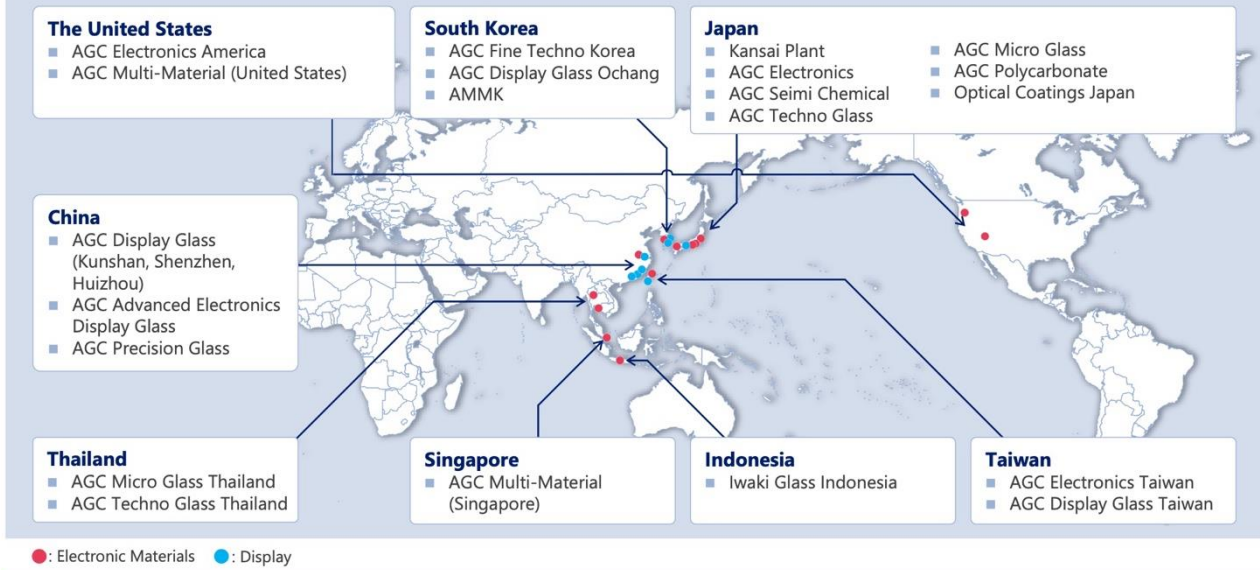 The United States
AGC Electronics America
AGC Multi-Material (United States)
South Korea
AGC Fine Techno Korea
AGC Display Glass Ochang
AMMK
Japan
Kansai Plant
AGC Electronics
AGC Seimi Chemical
AGC Techno Glass
AGC Micro Glass
AGC Polycarbonate
Optical Coatings Japan
China
AGC Display Glass
(Kunshan, Shenzhen,
Huizhou)
AGC Advanced Electronics
Display Glass
AGC Precision Glass
Thailand
AGC Micro Glass Thailand
AGC Techno Glass Thailand
Singapore
AGC Multi-Material
(Singapore)
Indonesia
Iwaki Glass Indonesia
Taiwan
AGC Electronics Taiwan
AGC Display Glass Taiwan
: Electronic Materials : Display